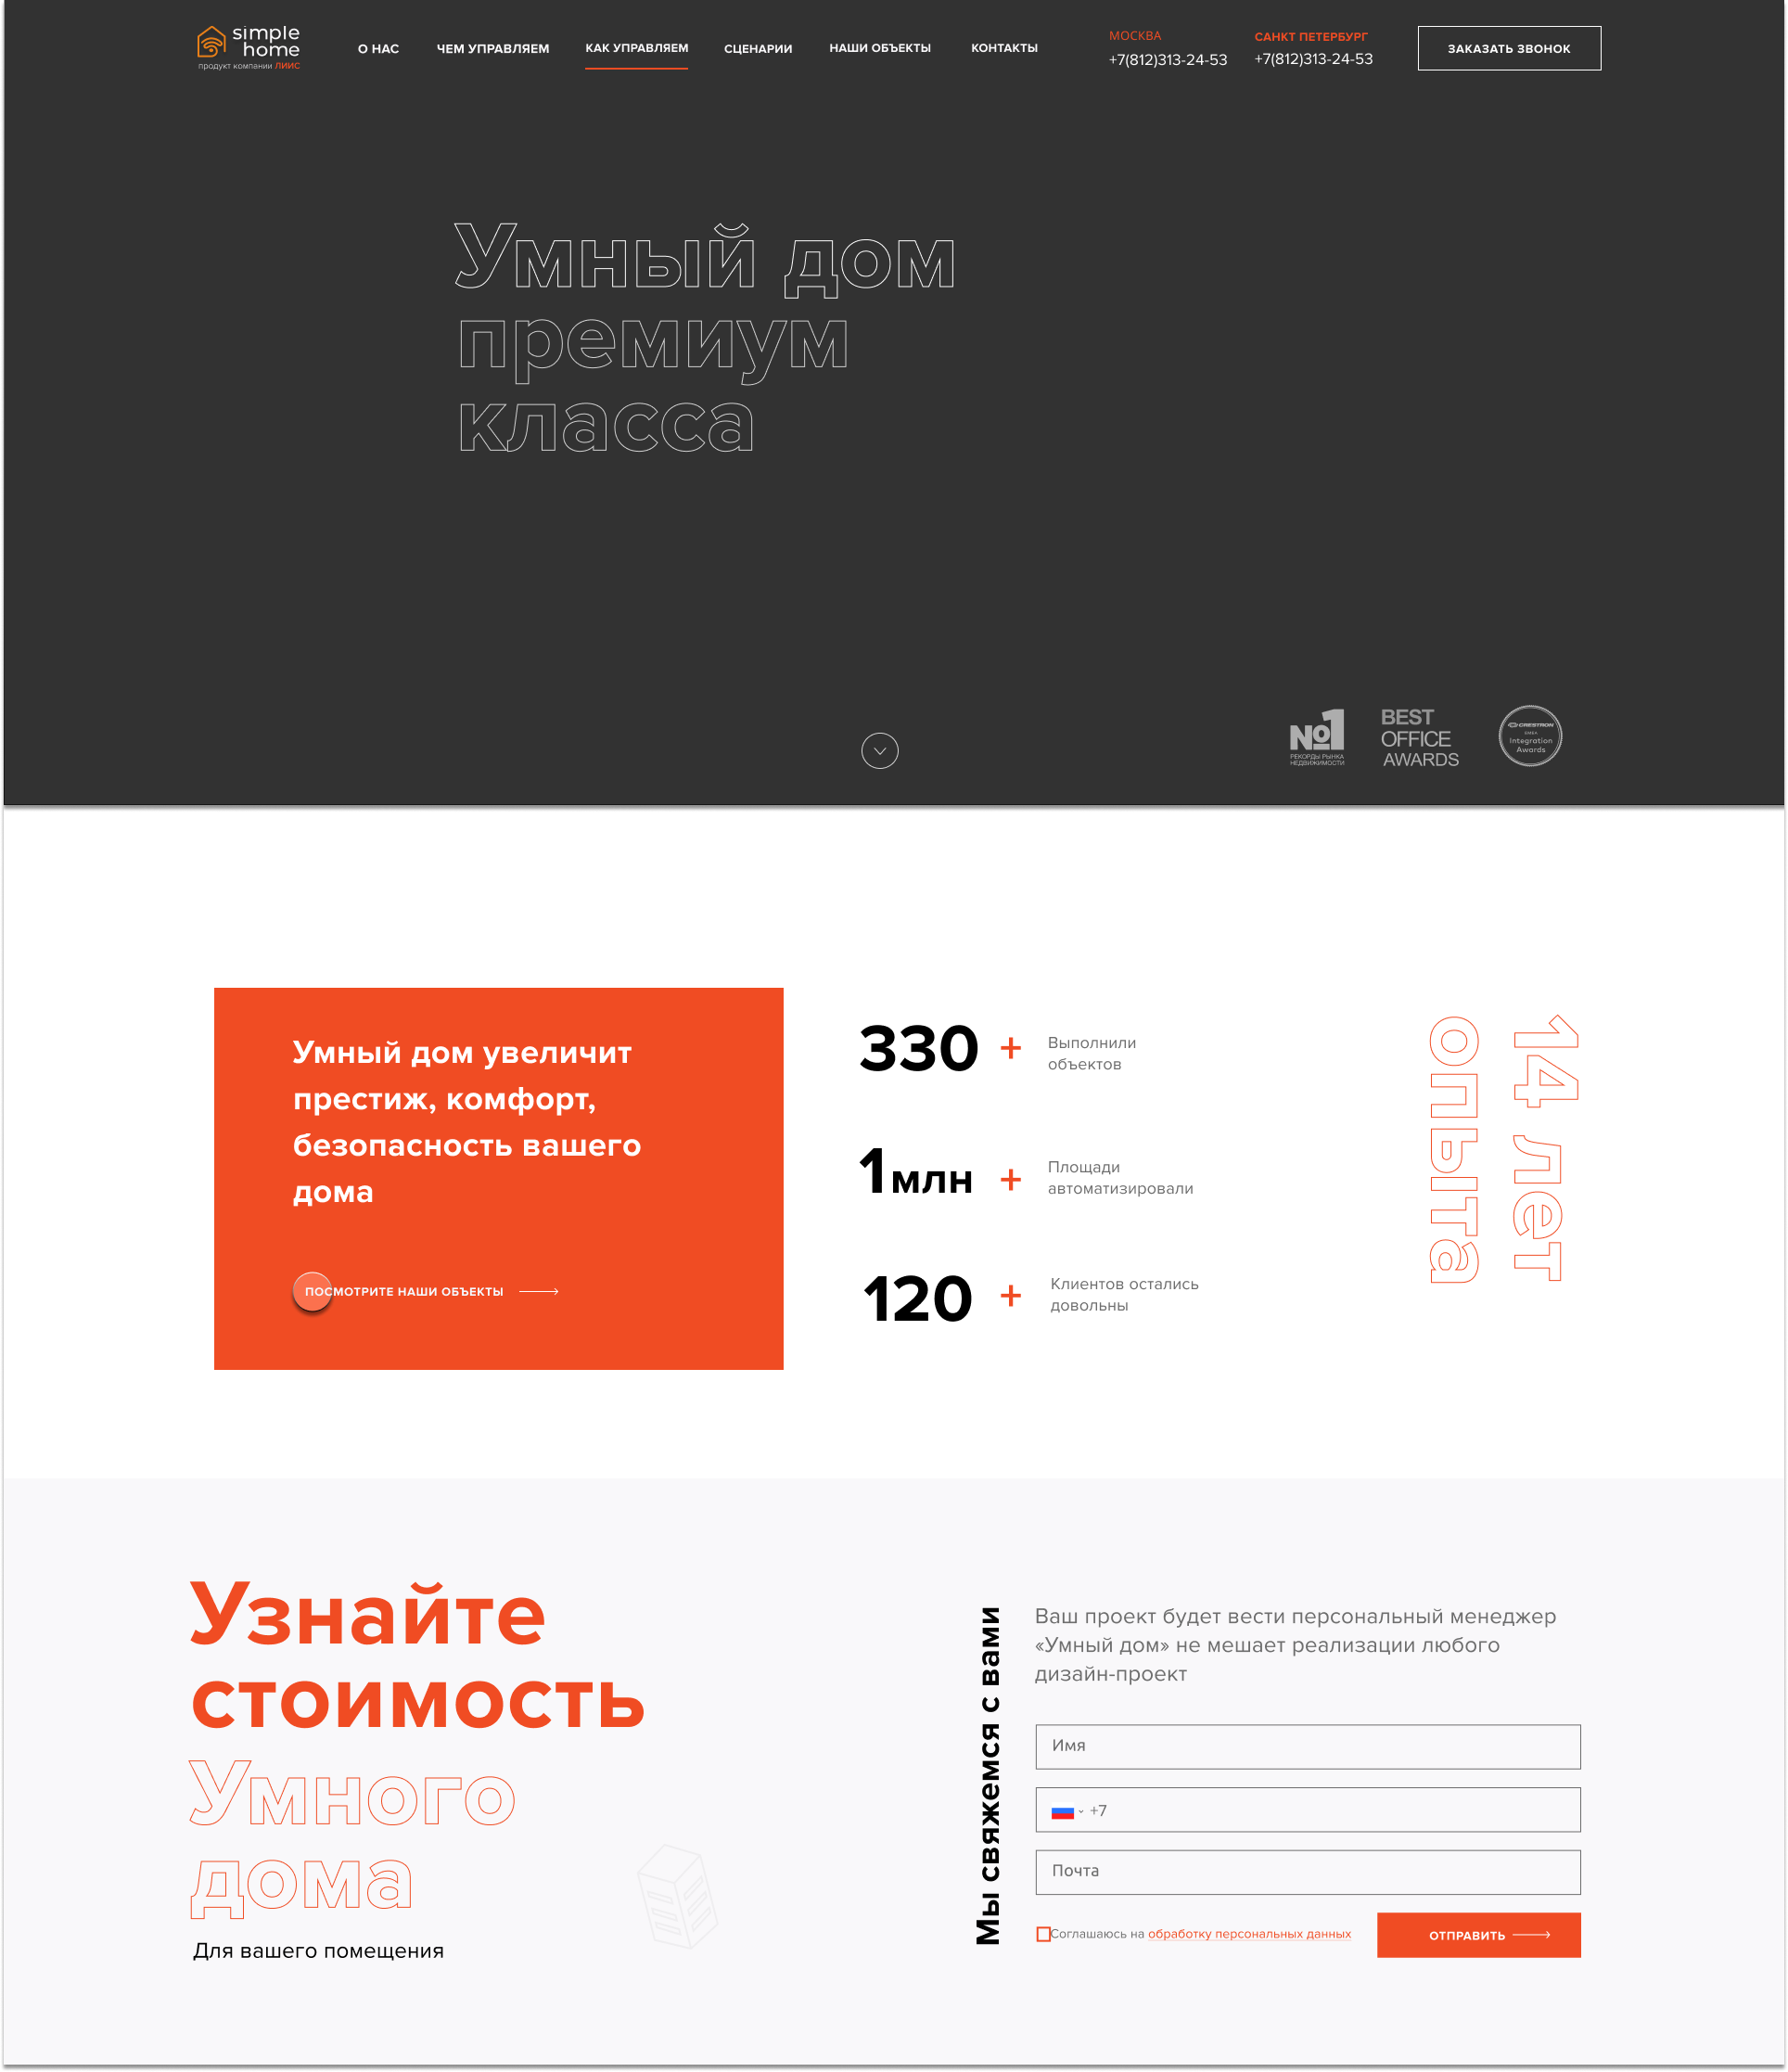 simple
home
продукт компании ЛИИС
О НАС
ЧЕМ УПРАВЛЯЕМ
КАК УПРАВЛЯЕМ
СЦЕНАРИИ
НАШИ ОБЪЕКТЫ
КОНТАКТЫ
МОСКВА
+7(812)313-24-53
САНКТ ПЕТЕРБУРГ
+7(812)313-24-53
ЗАКАЗАТЬ ЗВОНОК
Умный дом
премиум
класса
№1
РЕКОРДЫ РЫНКА
НЕДВИЖИМОСТИ
BEST
OFFICE
AWARDS
CRESTRON
EMEA
Integration
Awards
Умный дом увеличит
престиж, комфорт,
безопасность вашего
дома
ПОСМОТРИТЕ НАШИ ОБЪЕКТЫ
330 +
Выполнили
объектов
1 млн +
Площади
автоматизировали
120 +
Клиентов остались
довольны
14 лет
опыта
Узнайте
стоимость
Умного
дома
Для вашего помещения
Мы свяжемся с вами
Ваш проект будет вести персональный менеджер
«Умный дом» не мешает реализации любого
дизайн-проект
Имя
+7
Почта
Соглашаюсь на обработку персональных данных
ОТПРАВИТЬ